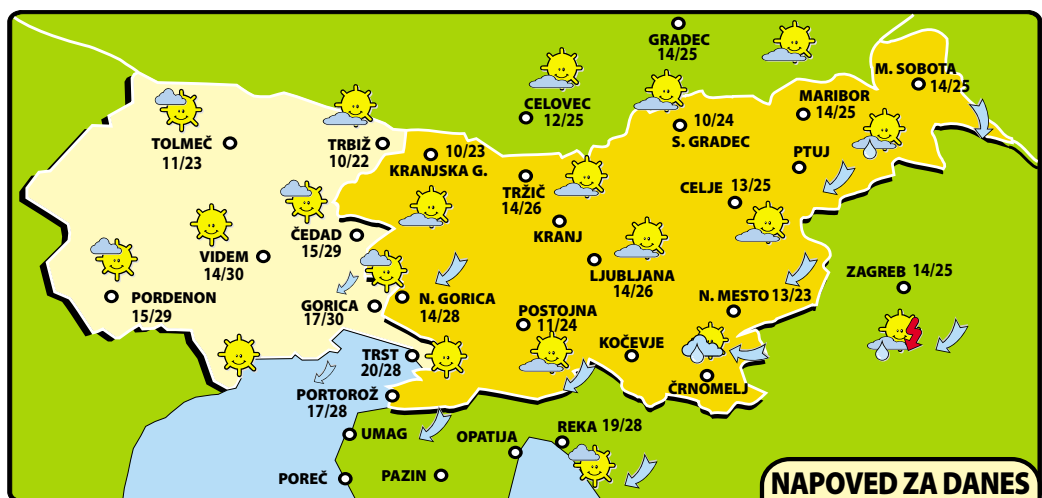 GRADEC
14/25
M. SOBOTA
14/25
CELOVEC
12/25
MARIBOR
14/25
10/24
S. GRADEC
TOLMEČ
11/23
TRBIŽ
10/22
10/23
KRANJSKA G.
TRŽIČ
14/26
PTUJ
CELJE 13/25
KRANJ
ČEDAD
15/29
VIDEM
14/30
LJUBLJANA
14/26
ZAGREB 14/25
PORDENON
15/29
GORICA
17/30
N. GORICA
14/28
N. MESTO 13/23
POSTOJNA
11/24
KOČEVJE
TRST
20/28
ČRNOMELJ
PORTOROŽ
17/28
UMAG
OPATIJA
REKA 19/28
POREČ
PAZIN
NAPOVED ZA DANES